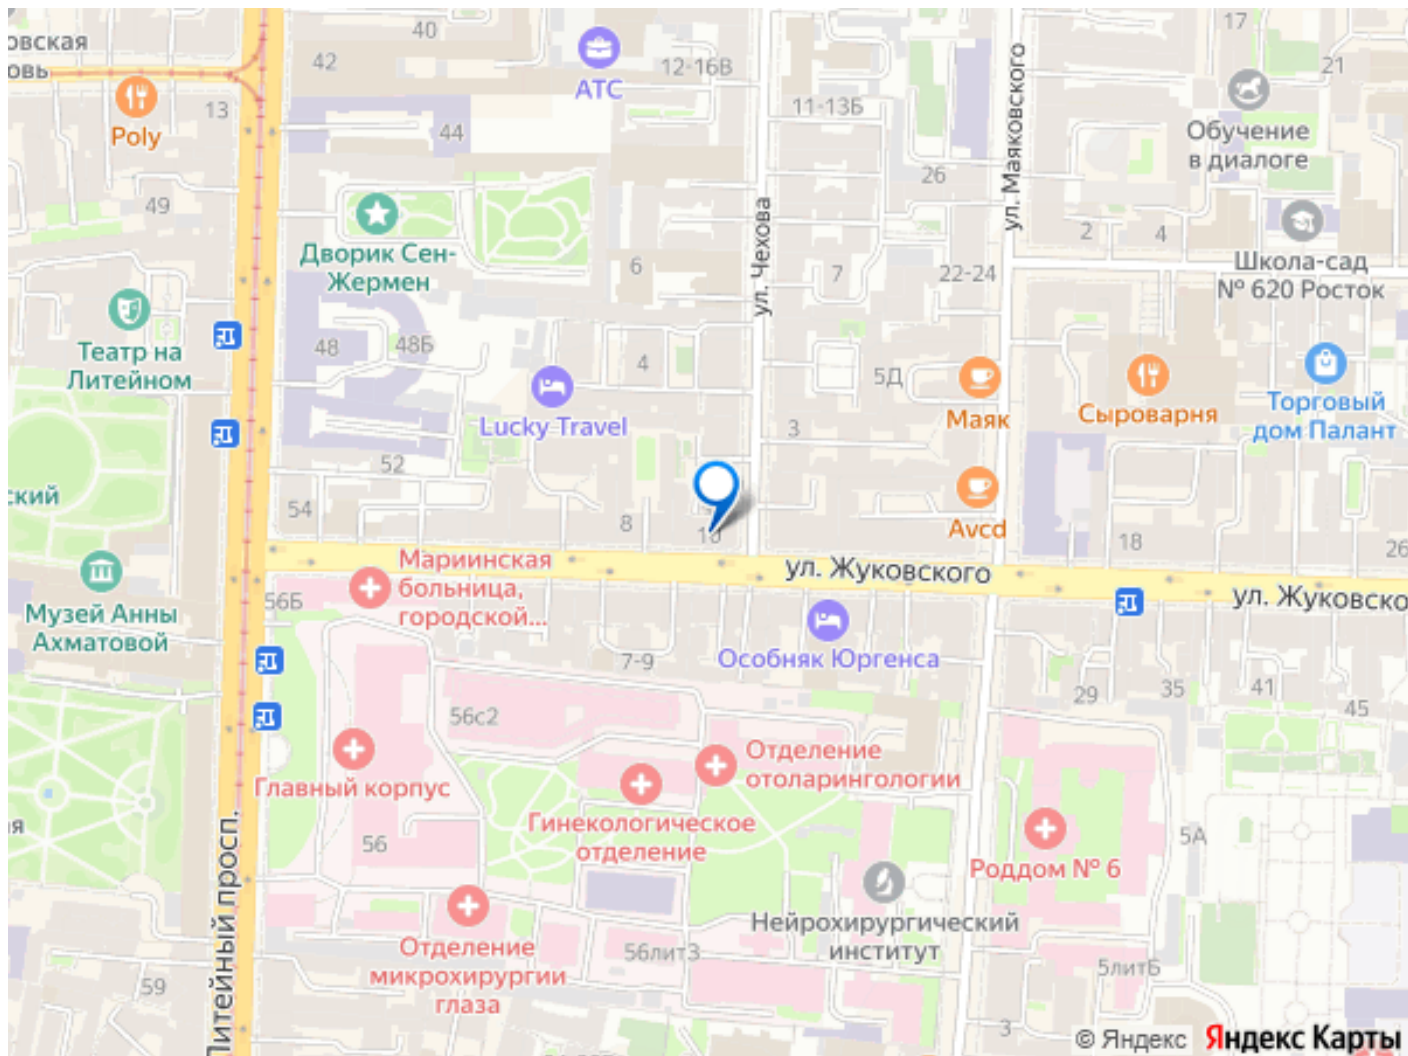 40
42
АТС
12-16В
17
21
Poly
13
11-13Б
44
Обучение
в диалоге
ул. Маяковского
26
49
ул. Чехова
2
4
Дворик Сен-
Жермен
6
7
22-24
Школа-сад
№ 620 Росток
Театр на
Литейном
48
48Б
4
5Д
Маяк
Сыроварня
Торговый
дом Палант
Lucky Travel
3
52
54
8
10
Avcd
18
26
Мариинская
больница,
городской...
ул. Жуковского
ул. Жуковско
56Б
Музей Анны
Ахматовой
7-9
Особняк Юргенса
29
35
41
45
56с2
Отделение
отоларингологии
Главный корпус
Гинекологическое
отделение
56
Роддом № 6
5А
Литейный просп.
Нейрохирургический
институт
Отделение
микрохирургии
глаза
56лит3
5литБ
59
3
© Яндекс Яндекс Карты